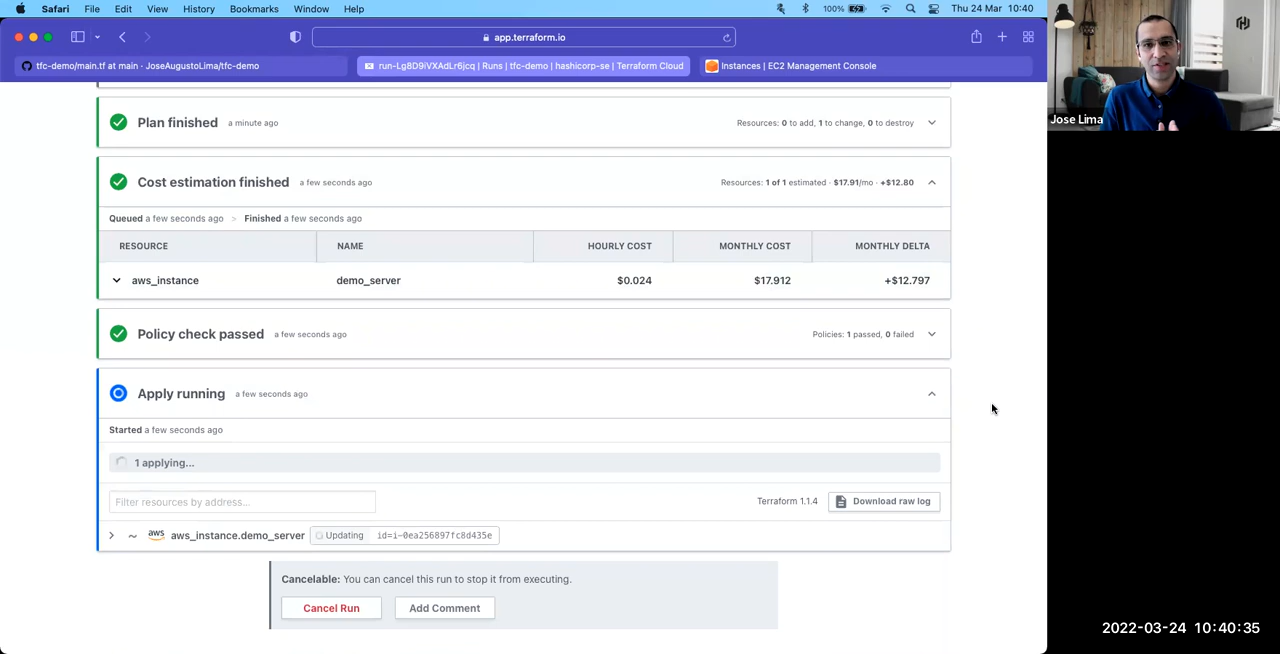 Safari File Edit View History Bookmarks Window Help 100% Thu 24 Mar 10:40
app.terraform.io
tfc-demo/main.tf at main · JoseAugustoLima/tfc-demo run-Lg8D9iVXAdLr6jcq | Runs | tfc-demo | hashicorp-se | Terraform Cloud Instances | EC2 Management Console
Jose Lima
Plan finished a minute ago Resources: 0 to add, 1 to change, 0 to destroy
Cost estimation finished a few seconds ago Resources: 1 of 1 estimated · $17.91/mo · +$12.80
Queued a few seconds ago > Finished a few seconds ago
RESOURCE NAME HOURLY COST MONTHLY COST MONTHLY DELTA
aws_instance demo_server $0.024 $17.912 +$12.797
Policy check passed a few seconds ago Policies: 1 passed, 0 failed
Apply running a few seconds ago
Started a few seconds ago
1 applying...
Filter resources by address... Terraform 1.1.4 Download raw log
~ aws aws_instance.demo_server Updating id=i-0ea256897fc8d435e
Cancelable: You can cancel this run to stop it from executing.
Cancel Run Add Comment
2022-03-24 10:40:35